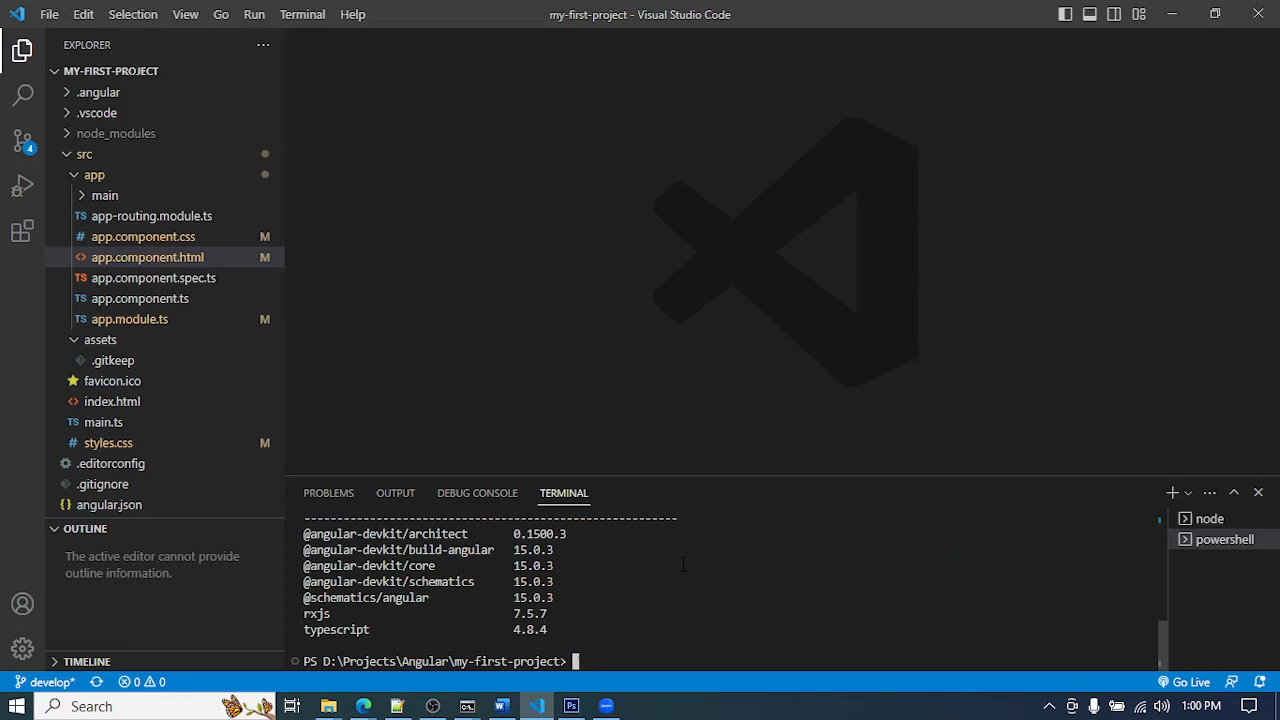 File Edit Selection View Go Run Terminal Help
my-first-project - Visual Studio Code
EXPLORER
MY-FIRST-PROJECT
.angular
.vscode
node_modules
src
app
main
TS app-routing.module.ts
# app.component.css M
<> app.component.html M
TS app.component.spec.ts
TS app.component.ts
TS app.module.ts M
assets
.gitkeep
favicon.ico
<> index.html
TS main.ts
# styles.css M
.editorconfig
.gitignore
{} angular.json
OUTLINE
The active editor cannot provide
outline information.
TIMELINE
4
PROBLEMS OUTPUT DEBUG CONSOLE TERMINAL
------------------------------------------------------
@angular-devkit/architect 0.1500.3
@angular-devkit/build-angular 15.0.3
@angular-devkit/core 15.0.3
@angular-devkit/schematics 15.0.3
@schematics/angular 15.0.3
rxjs 7.5.7
typescript 4.8.4
PS D:\Projects\Angular\my-first-project>
node
powershell
develop* 0 0
Go Live
Search
1:00 PM